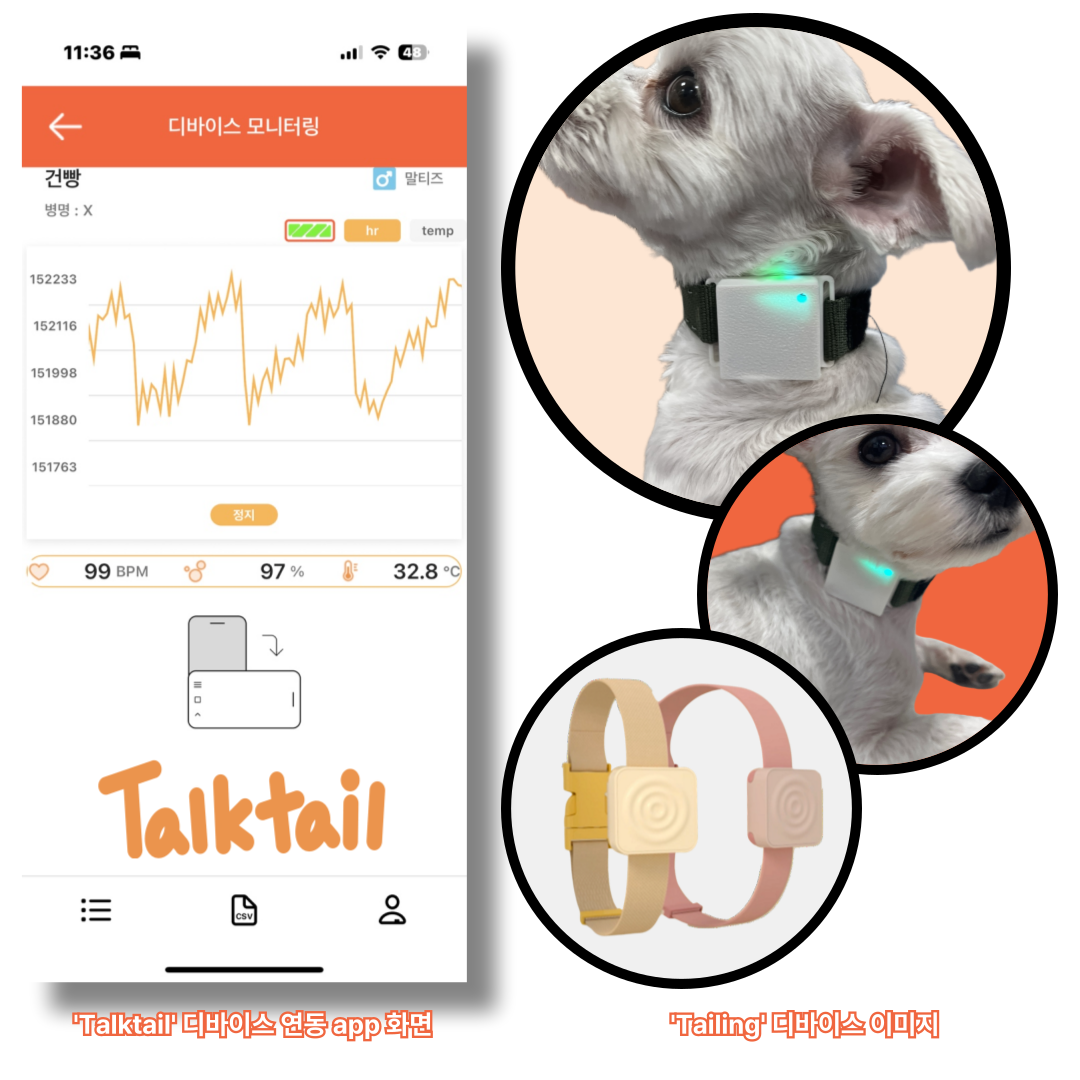 11:36
48
디바이스 모니터링
건빵
말티즈
병명 : X
hr
temp
152233
152116
151998
151880
151763
정지
99 BPM
97 %
32.8 °C
Talktail
CSV
'Talktail' 디바이스 연동 app 화면
'Tailing' 디바이스 이미지